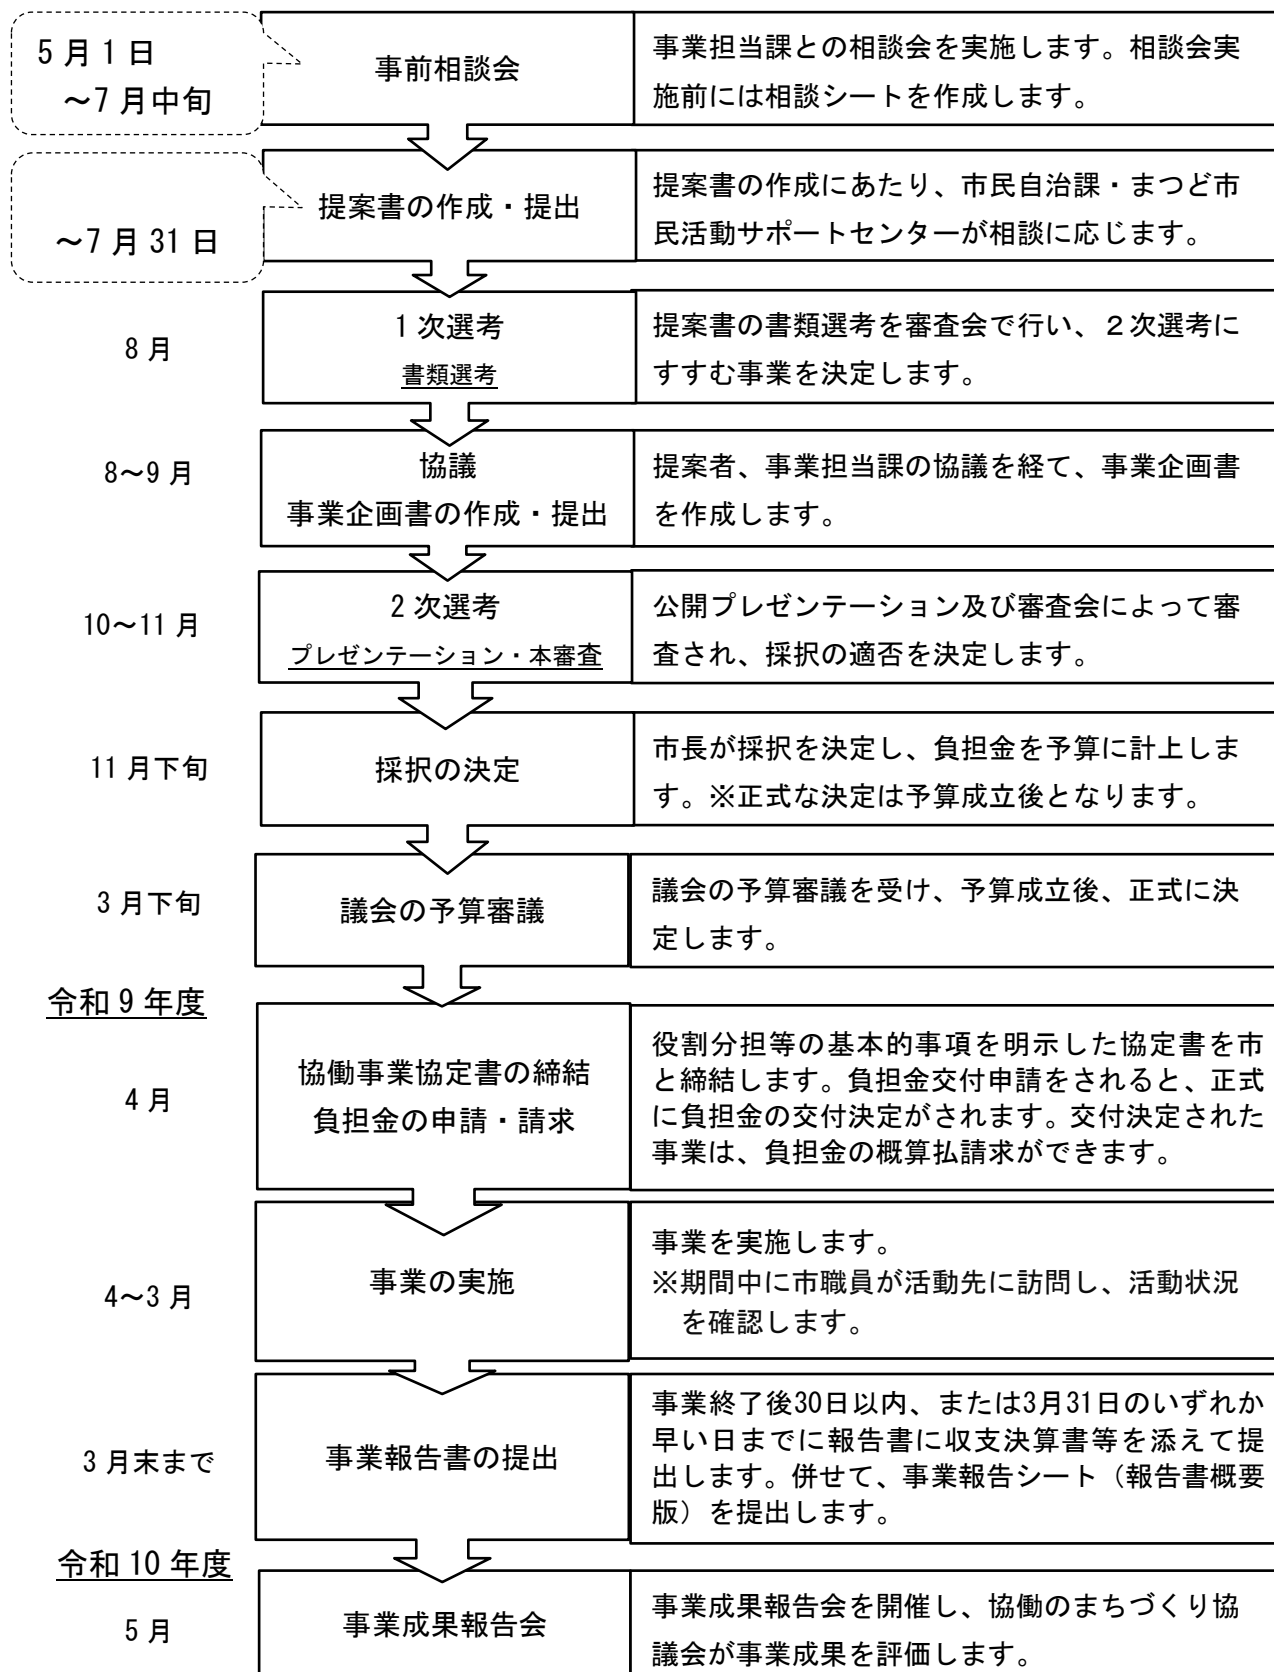 5月1日
～7月中旬
事前相談会
事業担当課との相談会を実施します。相談会実
施前には相談シートを作成します。
～7月31日
提案書の作成・提出
提案書の作成にあたり、市民自治課・まつど市
民活動サポートセンターが相談に応じます。
8月
1次選考
書類選考
提案書の書類選考を審査会で行い、２次選考に
すすむ事業を決定します。
8～9月
協議
事業企画書の作成・提出
提案者、事業担当課の協議を経て、事業企画書
を作成します。
10～11月
2次選考
プレゼンテーション・本審査
公開プレゼンテーション及び審査会によって審
査され、採択の適否を決定します。
11月下旬
採択の決定
市長が採択を決定し、負担金を予算に計上しま
す。※正式な決定は予算成立後となります。
3月下旬
議会の予算審議
議会の予算審議を受け、予算成立後、正式に決
定します。
令和9年度
4月
協働事業協定書の締結
負担金の申請・請求
役割分担等の基本的事項を明示した協定書を市
と締結します。負担金交付申請をされると、正式
に負担金の交付決定がされます。交付決定された
事業は、負担金の概算払請求ができます。
4～3月
事業の実施
事業を実施します。
※期間中に市職員が活動先に訪問し、活動状況
を確認します。
3月末まで
事業報告書の提出
事業終了後30日以内、または3月31日のいずれか
早い日までに報告書に収支決算書等を添えて提
出します。併せて、事業報告シート（報告書概要
版）を提出します。
令和10年度
5月
事業成果報告会
事業成果報告会を開催し、協働のまちづくり協
議会が事業成果を評価します。